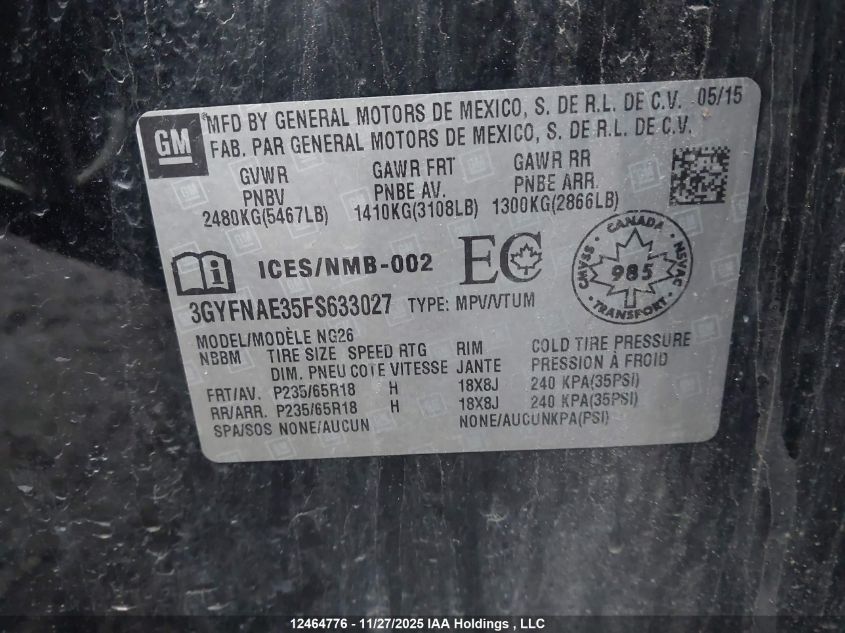 GM
MFD BY GENERAL MOTORS DE MEXICO, S. DE R.L. DE C.V. 05/15
FAB. PAR GENERAL MOTORS DE MEXICO, S. DE R.L. DE C.V.
GVWR GAWR FRT GAWR RR
PNBV PNBE AV. PNBE ARR.
2480KG(5467LB) 1410KG(3108LB) 1300KG(2866LB)
ICES/NMB-002 EC
CANADA
CMVSS 985 NSVAC
TRANSPORT
3GYFNAE35FS633027 TYPE: MPV/VTUM
MODEL/MODÈLE NG26
NBBM TIRE SIZE SPEED RTG RIM COLD TIRE PRESSURE
DIM. PNEU COTE VITESSE JANTE PRESSION À FROID
FRT/AV. P235/65R18 H 18X8J 240 KPA(35PSI)
RR/ARR. P235/65R18 H 18X8J 240 KPA(35PSI)
SPA/SOS NONE/AUCUN NONE/AUCUNKPA(PSI)
12464776 - 11/27/2025 IAA Holdings , LLC